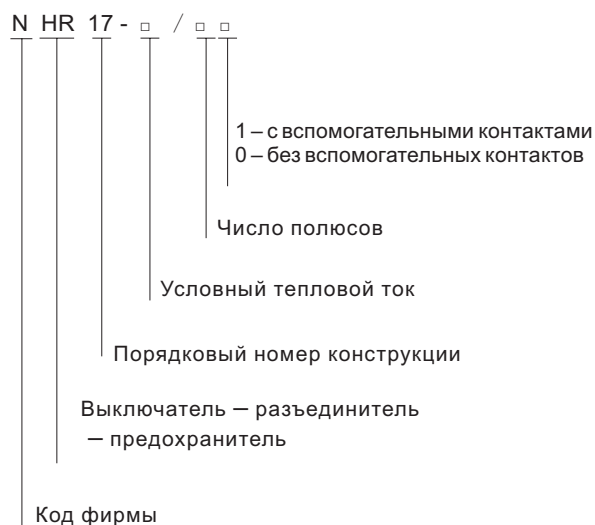 N HR 17 - □ / □ □
1 – с вспомогательными контактами
0 – без вспомогательных контактов
Число полюсов
Условный тепловой ток
Порядковый номер конструкции
Выключатель – разъединитель
– предохранитель
Код фирмы